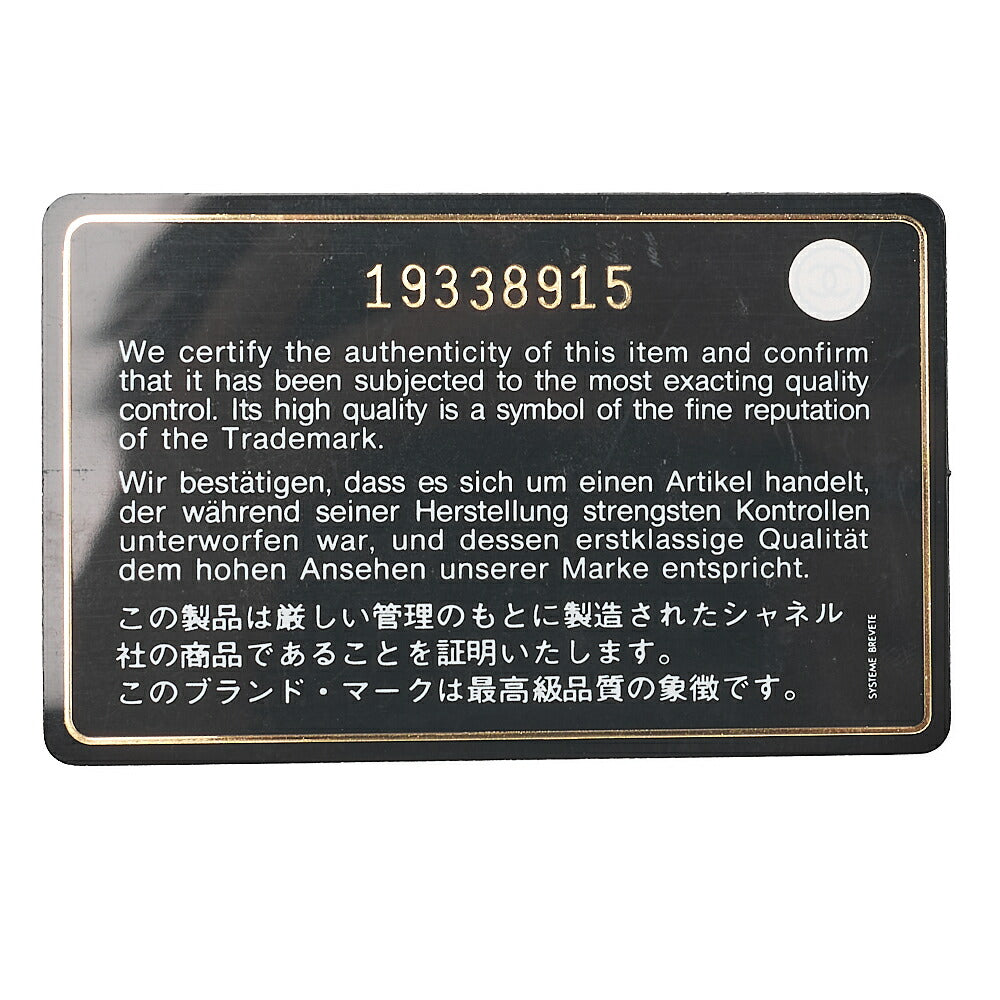 19338915
We certify the authenticity of this item and confirm
that it has been subjected to the most exacting quality
control. Its high quality is a symbol of the fine reputation
of the Trademark.
Wir bestätigen, dass es sich um einen Artikel handelt,
der während seiner Herstellung strengsten Kontrollen
unterworfen war, und dessen erstklassige Qualität
dem hohen Ansehen unserer Marke entspricht.
この製品は厳しい管理のもとに製造されたシャネル
社の商品であることを証明いたします。
このブランド・マークは最高級品質の象徴です。
SYSTEME BREVETE